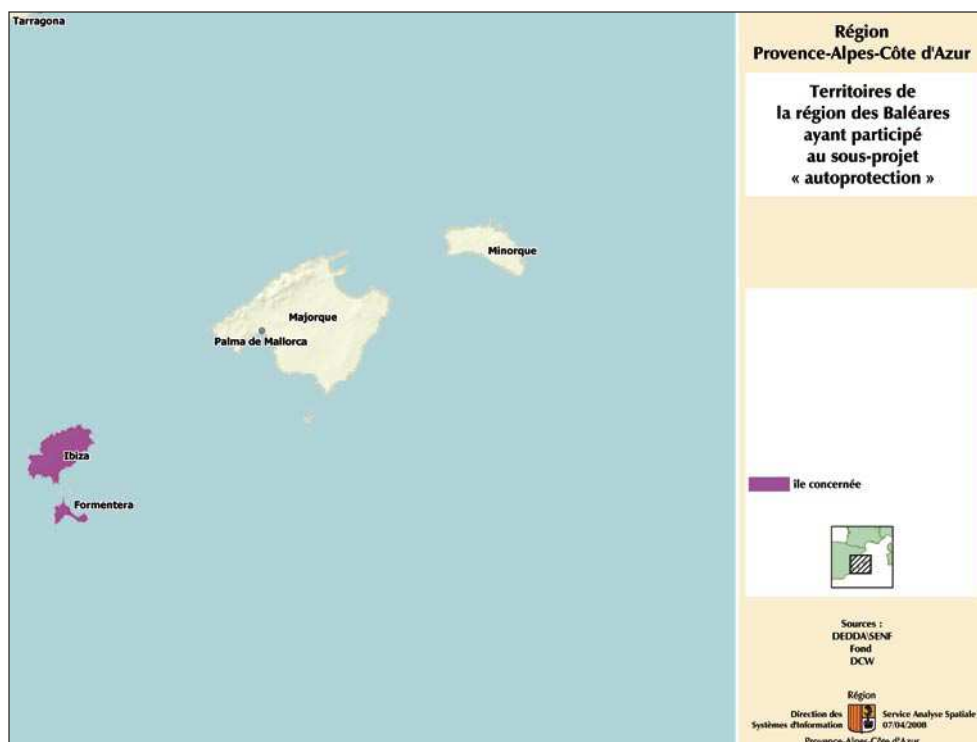 Tarragona
Minorque
Majorque
Palma de Mallorca
Ibiza
Formentera
Région
Provence-Alpes-Côte d'Azur
Territoires de
la région des Baléares
ayant participé
au sous-projet
« autoprotection »
île concernée
Sources :
DEDDA\SENF
Fond
DCW
Région
Direction des
Systèmes d'Information
Service Analyse Spatiale
07/04/2008
Provence-Alpes-Côte d'Azur